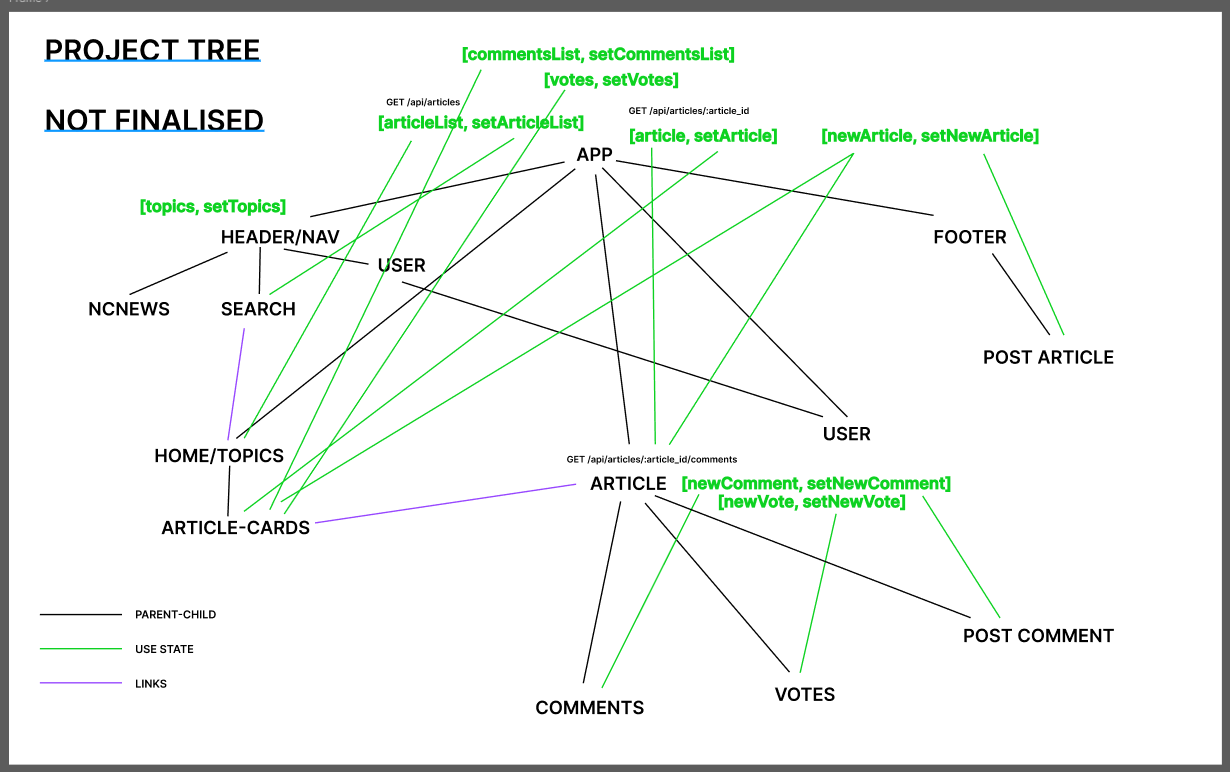 PROJECT TREE
[commentsList, setCommentsList]
[votes, setVotes]
GET /api/articles
GET /api/articles/:article_id
NOT FINALISED
[articleList, setArticleList]
[article, setArticle]
[newArticle, setNewArticle]
APP
[topics, setTopics]
HEADER/NAV
FOOTER
USER
NCNEWS
SEARCH
POST ARTICLE
USER
HOME/TOPICS
GET /api/articles/:article_id/comments
ARTICLE
[newComment, setNewComment]
[newVote, setNewVote]
ARTICLE-CARDS
PARENT-CHILD
POST COMMENT
USE STATE
LINKS
VOTES
COMMENTS